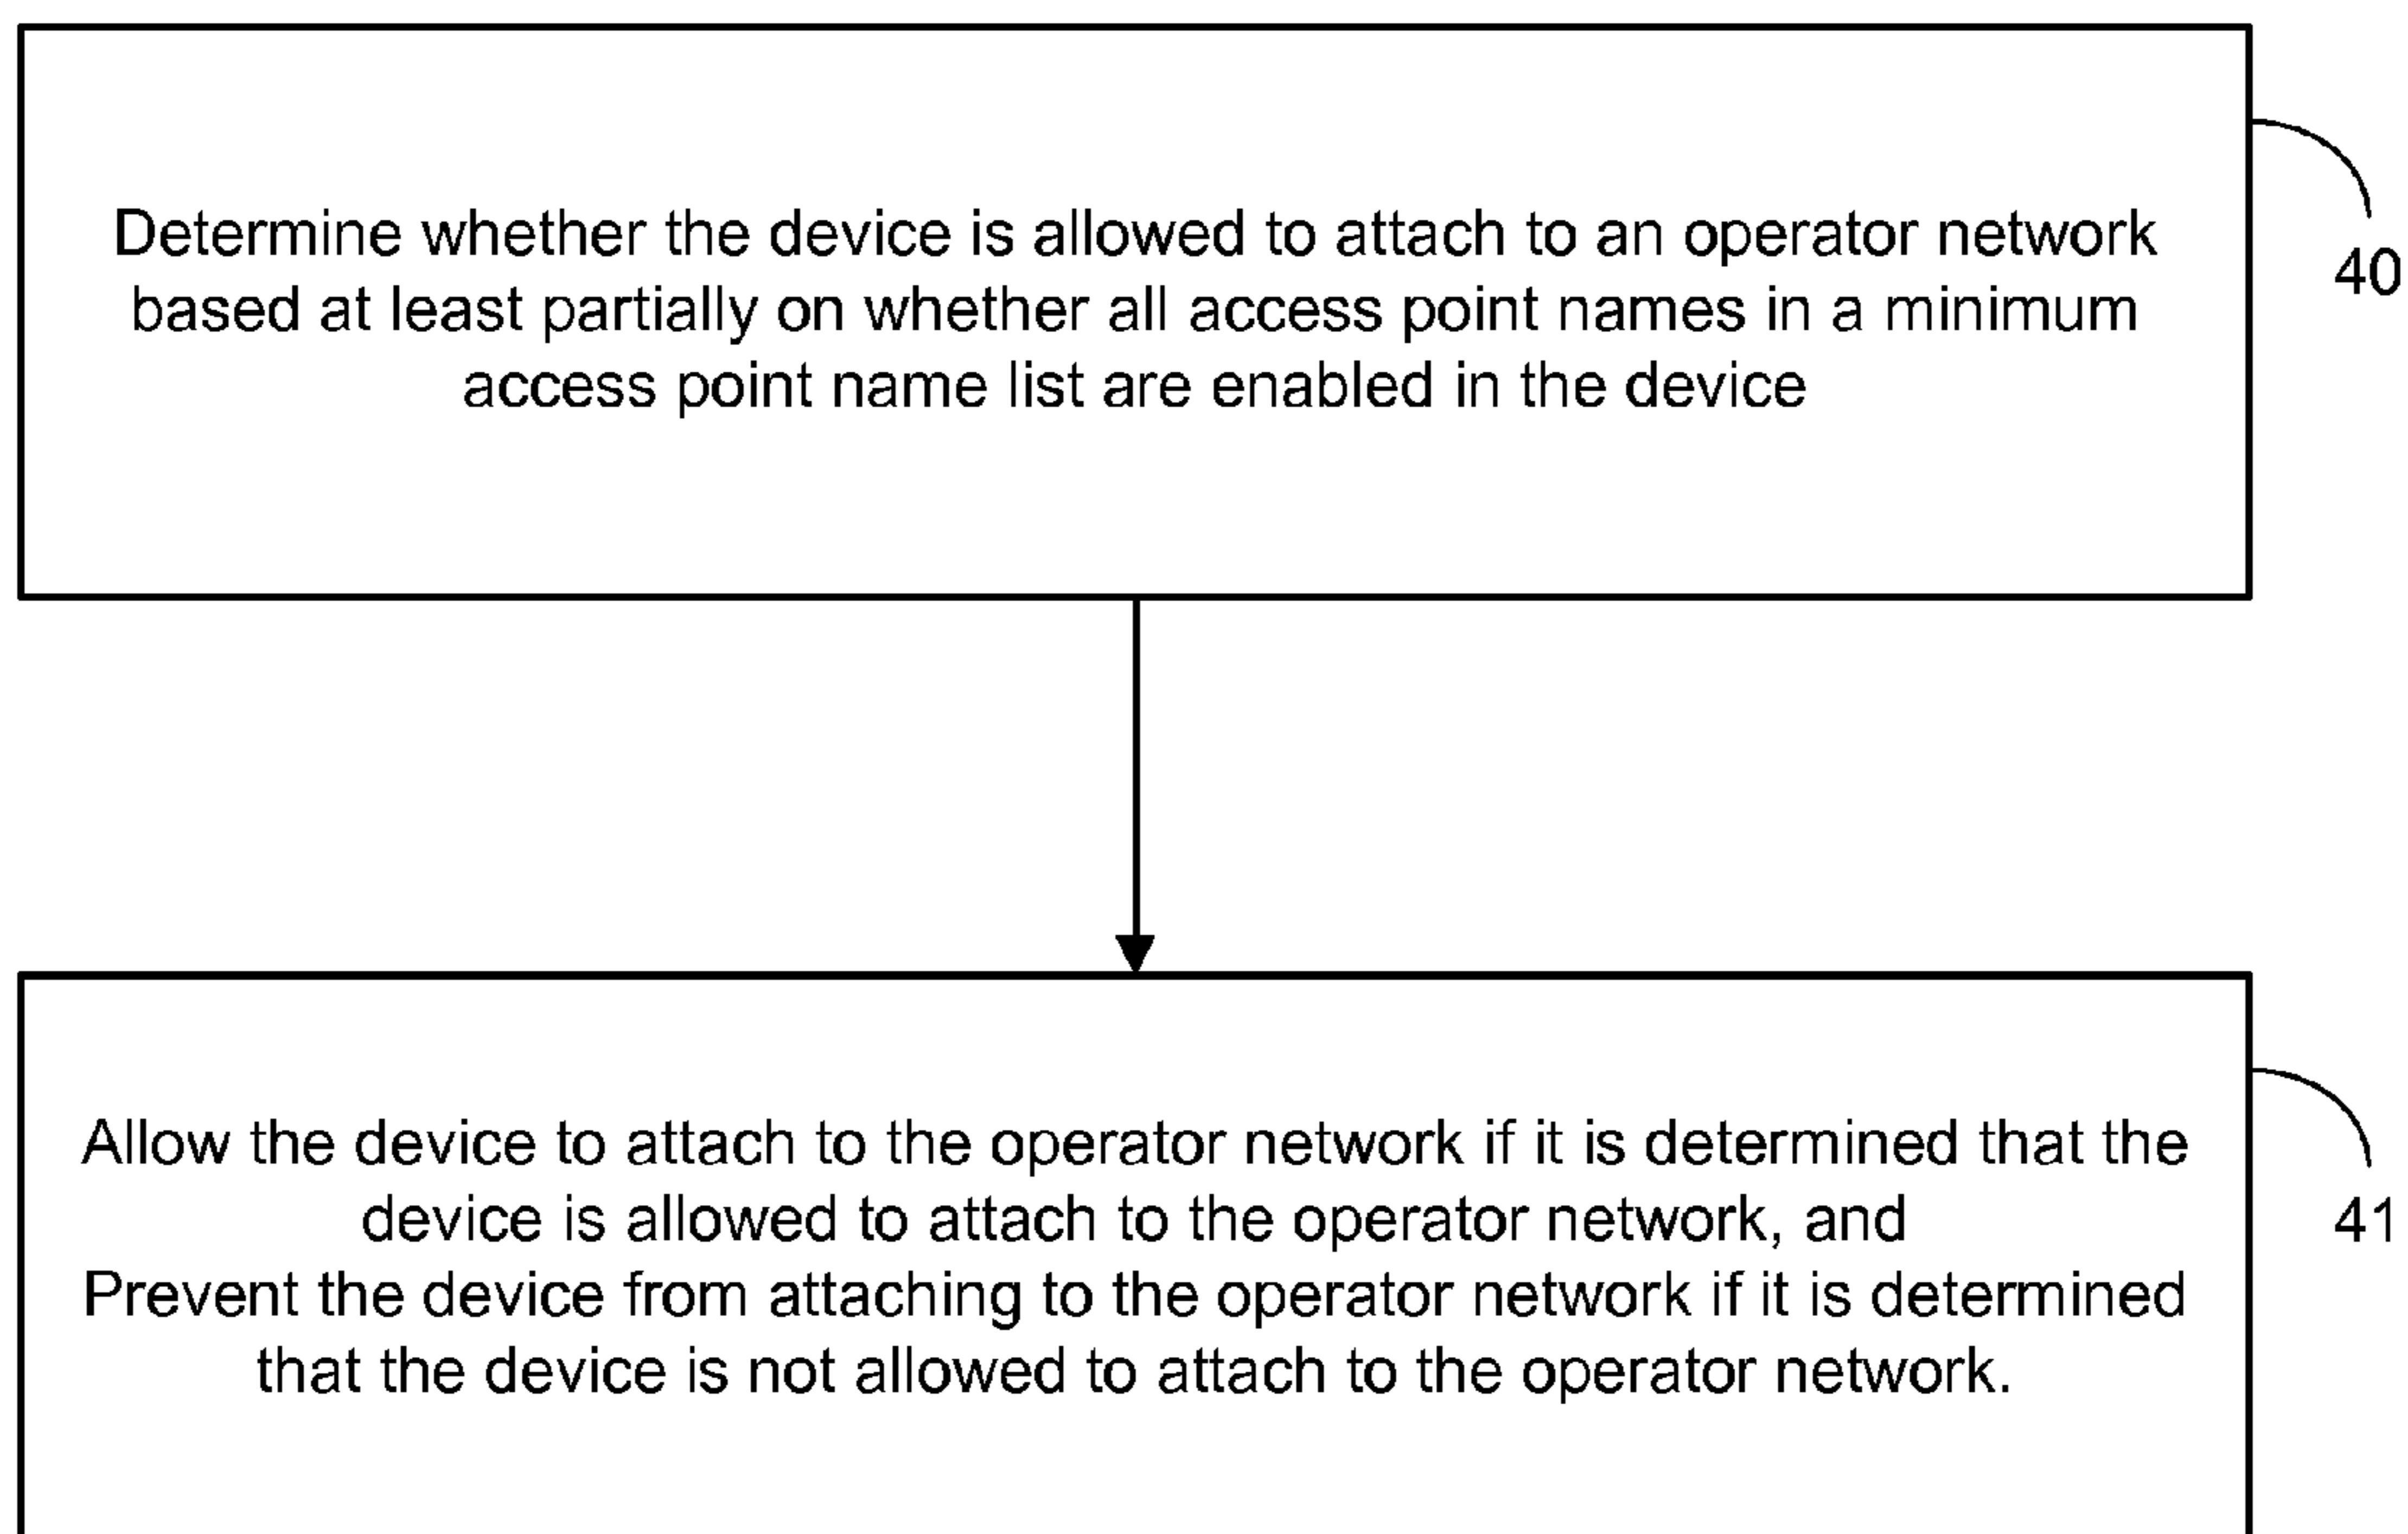 Determine whether the device is allowed to attach to an operator network
based at least partially on whether all access point names in a minimum
access point name list are enabled in the device
40
Allow the device to attach to the operator network if it is determined that the
device is allowed to attach to the operator network, and
Prevent the device from attaching to the operator network if it is determined
that the device is not allowed to attach to the operator network.
41